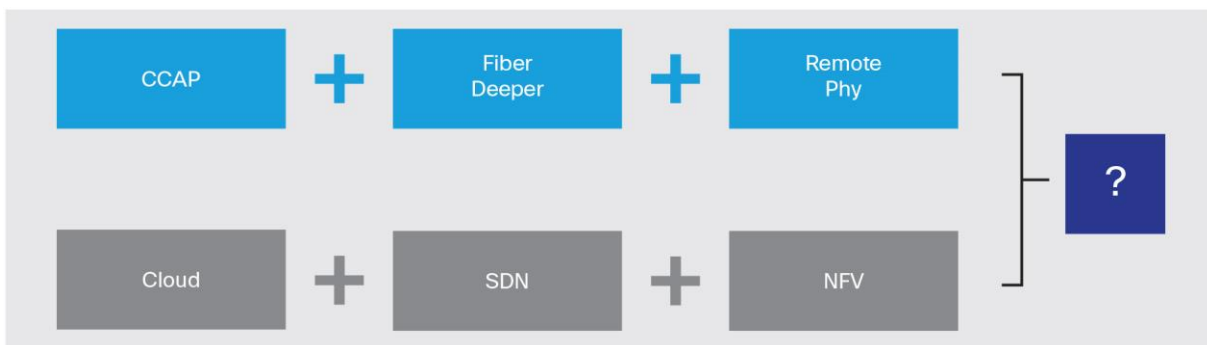 CCAP
+
Fiber
Deeper
+
Remote
Phy
?
Cloud
+
SDN
+
NFV